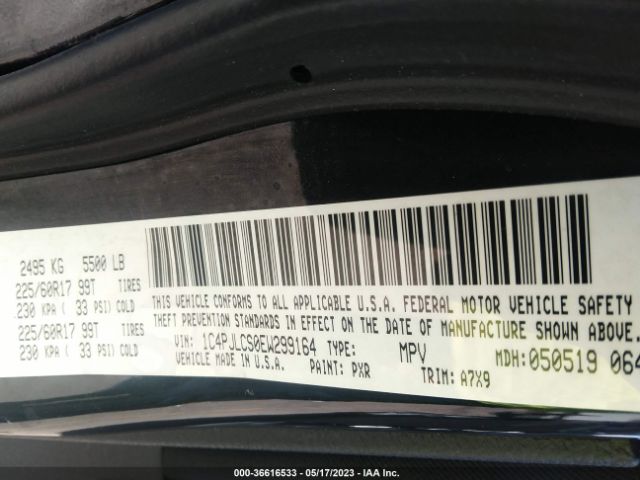 2495 KG 5500 LB
225/60R17 99T TIRES
230 KPA ( 33 PSI) COLD
225/60R17 99T TIRES
230 KPA ( 33 PSI) COLD
THIS VEHICLE CONFORMS TO ALL APPLICABLE U.S.A. FEDERAL MOTOR VEHICLE SAFETY
THEFT PREVENTION STANDARDS IN EFFECT ON THE DATE OF MANUFACTURE SHOWN ABOVE.
VIN: 1C4PJLCS0EW299164 TYPE: MPV MDH:050519 064
VEHICLE MADE IN U.S.A. PAINT: PXR TRIM: A7X9
000-36616533 — 05/17/2023 — IAA Inc.